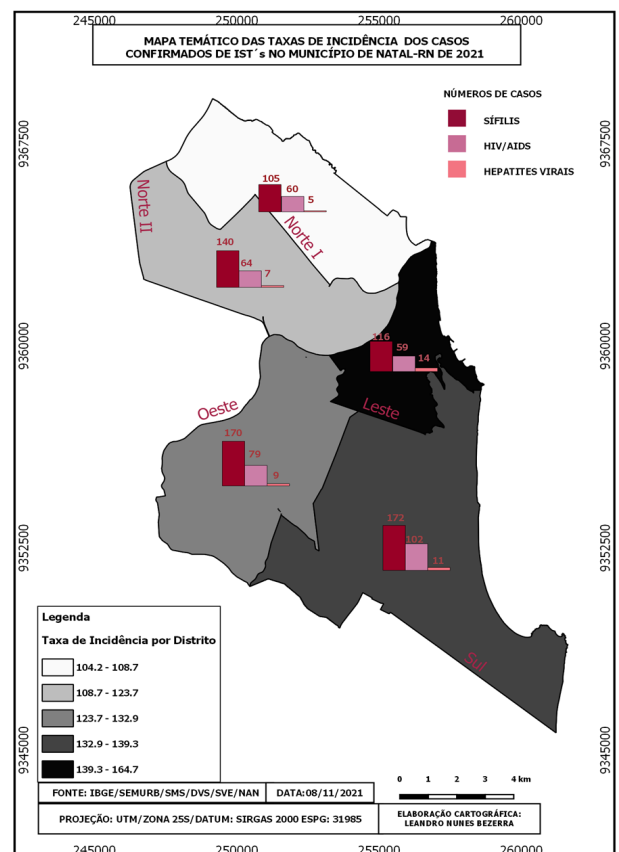 245000 250000 255000 260000
MAPA TEMÁTICO DAS TAXAS DE INCIDÊNCIA DOS CASOS
CONFIRMADOS DE IST´s NO MUNICÍPIO DE NATAL-RN DE 2021
NÚMEROS DE CASOS
SÍFILIS
HIV/AIDS
HEPATITES VIRAIS
9367500
9367500
105
60
5
Norte II
Norte I
140
64
7
9360000
9360000
116
59
14
Oeste
Leste
170
79
9
172
102
11
9352500
9352500
Sul
Legenda
Taxa de Incidência por Distrito
104.2 - 108.7
108.7 - 123.7
123.7 - 132.9
132.9 - 139.3
139.3 - 164.7
9345000
9345000
0 1 2 3 4 km
FONTE: IBGE/SEMURB/SMS/DVS/SVE/NAN
DATA:08/11/2021
PROJEÇÃO: UTM/ZONA 25S/DATUM: SIRGAS 2000 ESPG: 31985
ELABORAÇÃO CARTOGRÁFICA:
LEANDRO NUNES BEZERRA
245000 250000 255000 260000